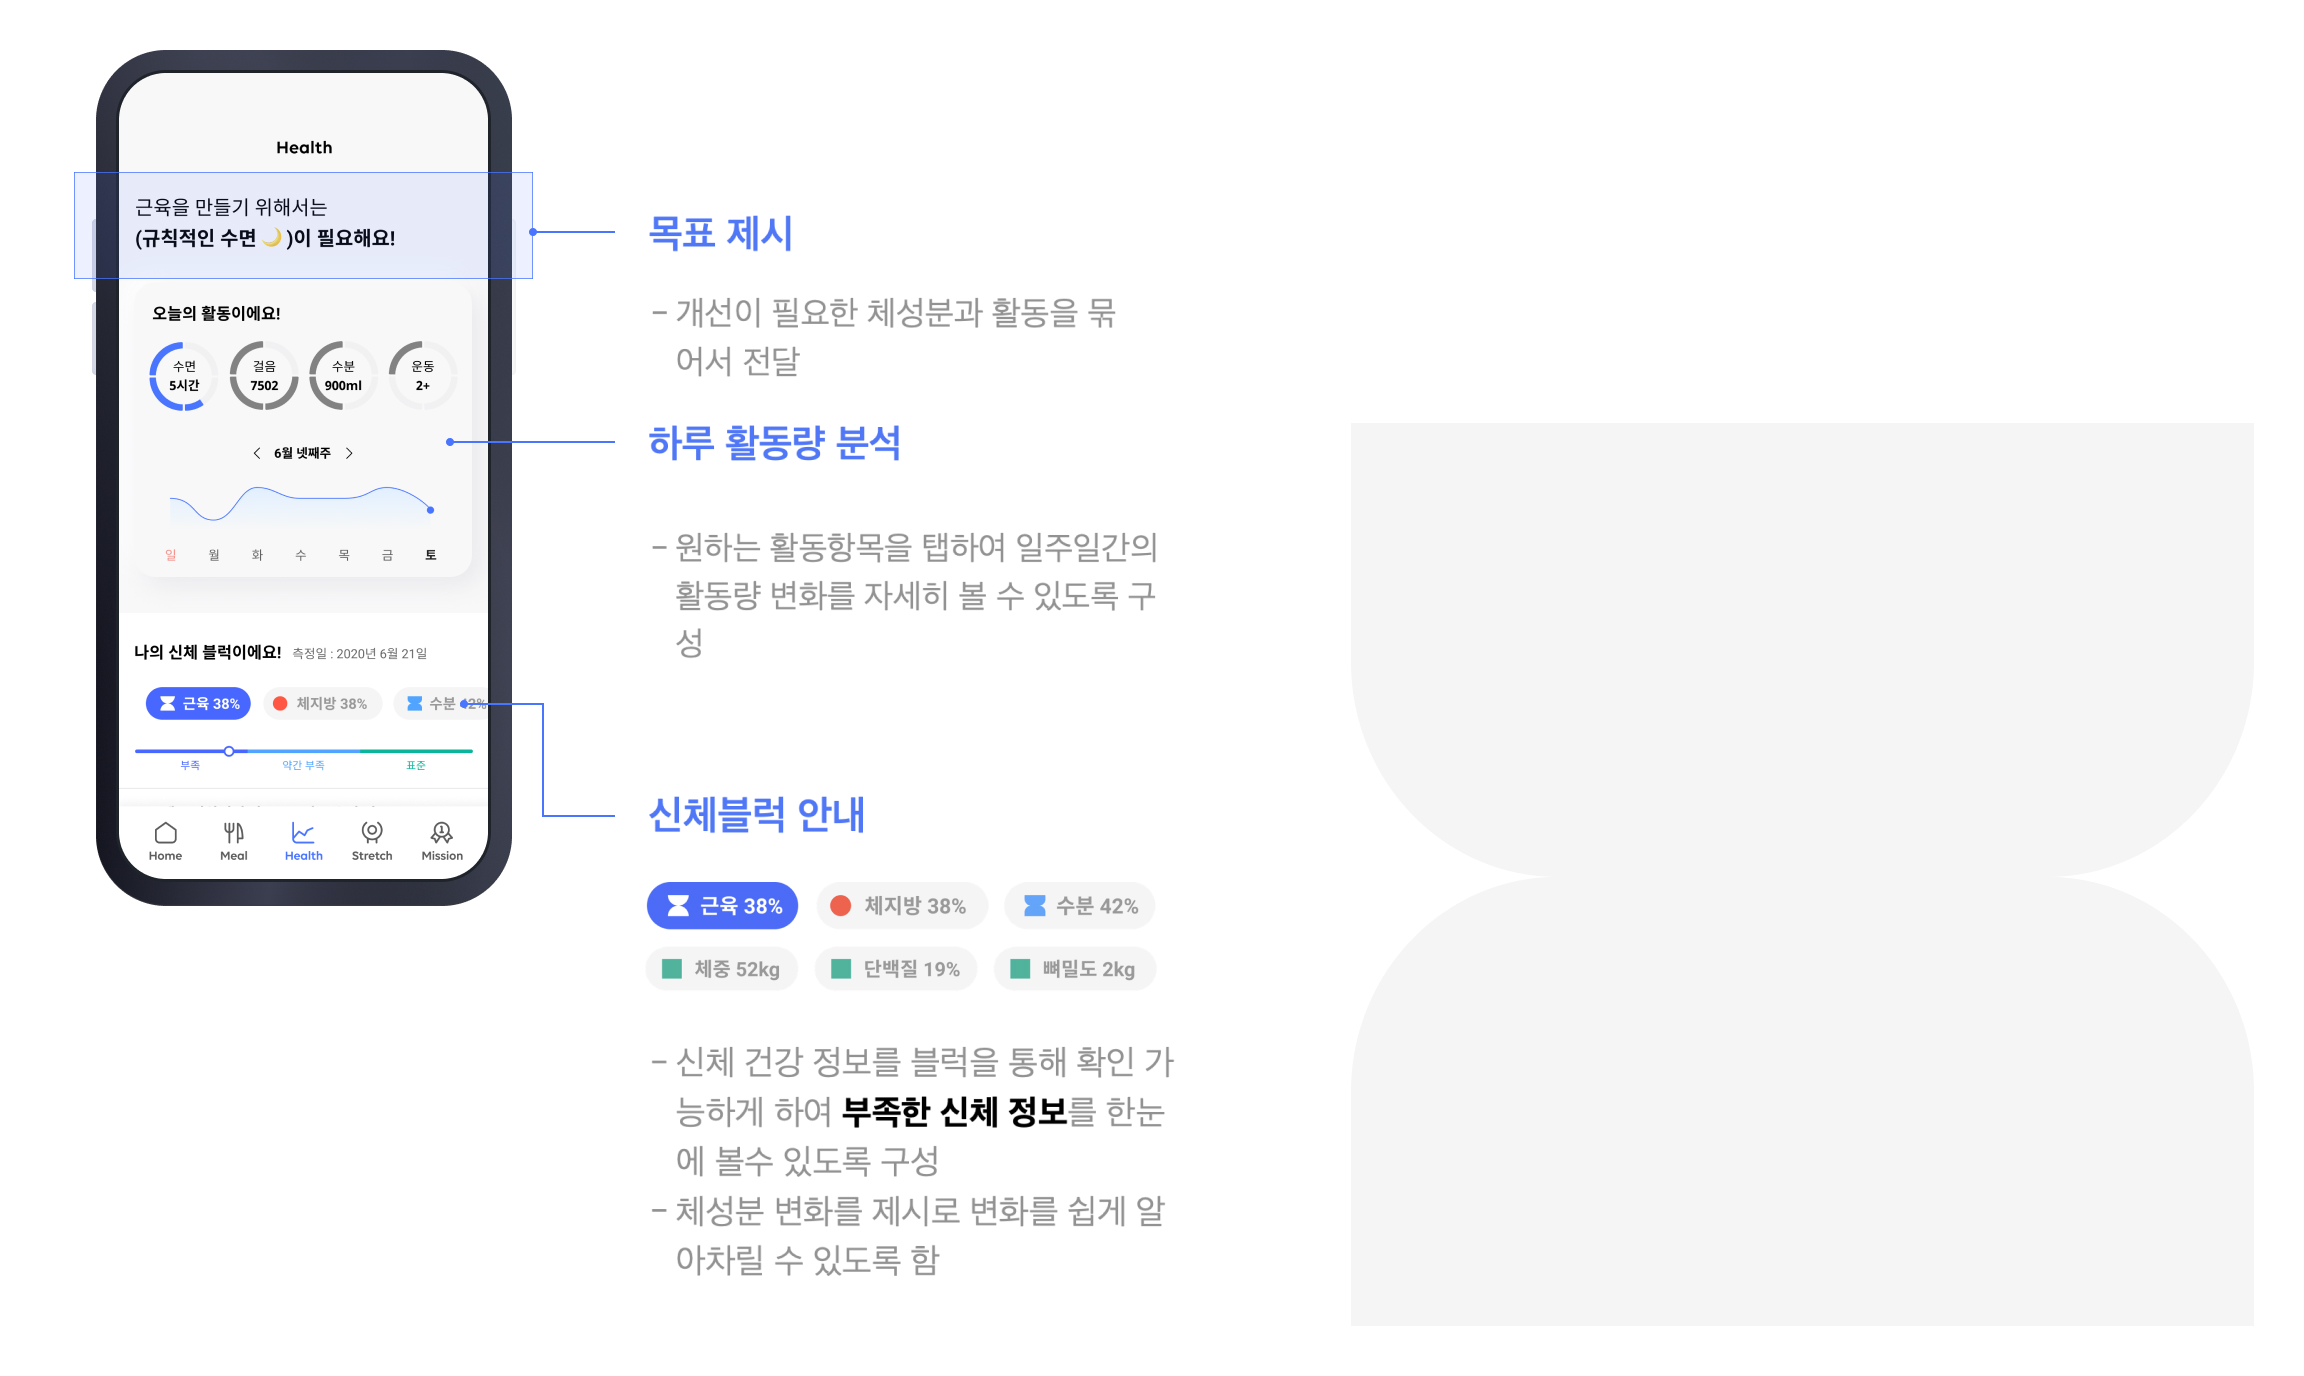 Health
근육을 만들기 위해서는
(규칙적인 수면 🌙)이 필요해요!
오늘의 활동이에요!
수면
5시간
걸음
7502
수분
900ml
운동
2+
6월 넷째주
일 월 화 수 목 금 토
나의 신체 블럭이에요! 측정일 : 2020년 6월 21일
근육 38% 체지방 38% 수분 42%
부족 약간 부족 표준
Home Meal Health Stretch Mission
목표 제시
- 개선이 필요한 체성분과 활동을 묶
어서 전달
하루 활동량 분석
- 원하는 활동항목을 탭하여 일주일간의
활동량 변화를 자세히 볼 수 있도록 구
성
신체블럭 안내
근육 38% 체지방 38% 수분 42%
체중 52kg 단백질 19% 뼈밀도 2kg
- 신체 건강 정보를 블럭을 통해 확인 가
능하게 하여 부족한 신체 정보를 한눈
에 볼수 있도록 구성
- 체성분 변화를 제시로 변화를 쉽게 알
아차릴 수 있도록 함